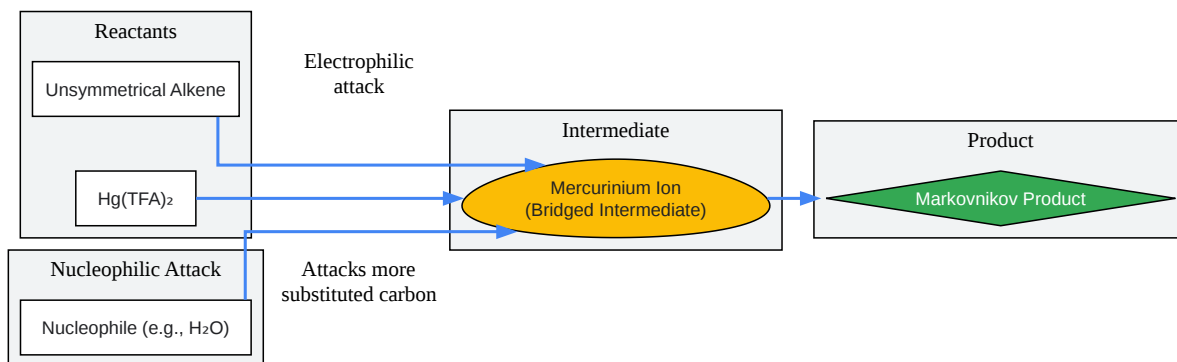 Reactants
Unsymmetrical Alkene
Hg(TFA)₂
Electrophilic
attack
Intermediate
Mercurinium Ion
(Bridged Intermediate)
Product
Markovnikov Product
Nucleophilic Attack
Nucleophile (e.g., H₂O)
Attacks more
substituted carbon